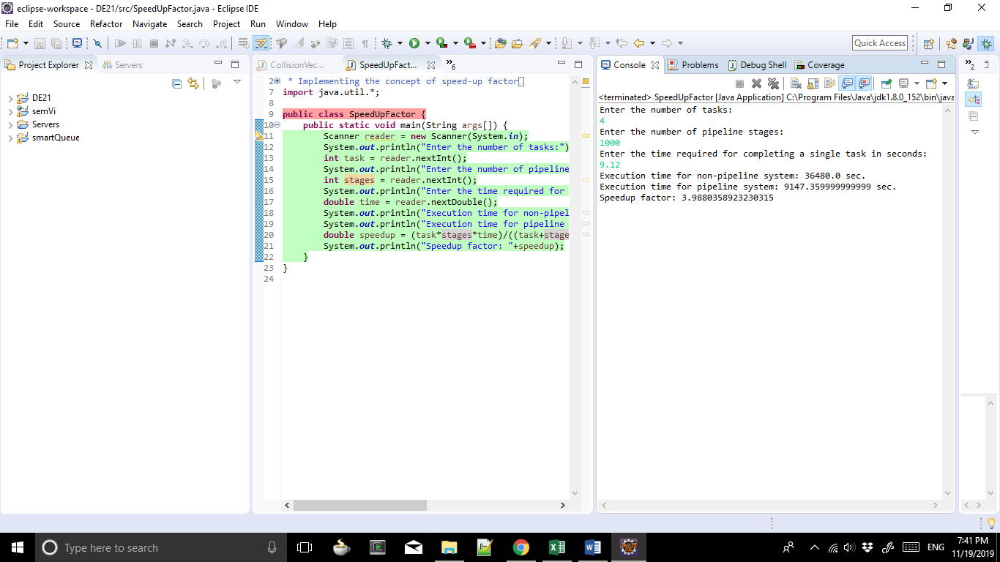 eclipse-workspace - DE21/src/SpeedUpFactor.java - Eclipse IDE
File Edit Source Refactor Navigate Search Project Run Window Help
Quick Access
Project Explorer Servers
DE21
semVi
Servers
smartQueue
CollisionVec... SpeedUpFact... »6
2 * Implementing the concept of speed-up factor
7 import java.util.*;
8
9 public class SpeedUpFactor {
10 public static void main(String args[]) {
11 Scanner reader = new Scanner(System.in);
12 System.out.println("Enter the number of tasks:")
13 int task = reader.nextInt();
14 System.out.println("Enter the number of pipeline
15 int stages = reader.nextInt();
16 System.out.println("Enter the time required for
17 double time = reader.nextDouble();
18 System.out.println("Execution time for non-pipel
19 System.out.println("Execution time for pipeline
20 double speedup = (task*stages*time)/((task+stage
21 System.out.println("Speedup factor: "+speedup);
22 }
23 }
24
Console Problems Debug Shell Coverage »2
<terminated> SpeedUpFactor [Java Application] C:\Program Files\Java\jdk1.8.0_152\bin\java
Enter the number of tasks:
4
Enter the number of pipeline stages:
1000
Enter the time required for completing a single task in seconds:
9.12
Execution time for non-pipeline system: 36480.0 sec.
Execution time for pipeline system: 9147.359999999999 sec.
Speedup factor: 3.9880358923230315
Type here to search
ENG
7:41 PM
11/19/2019